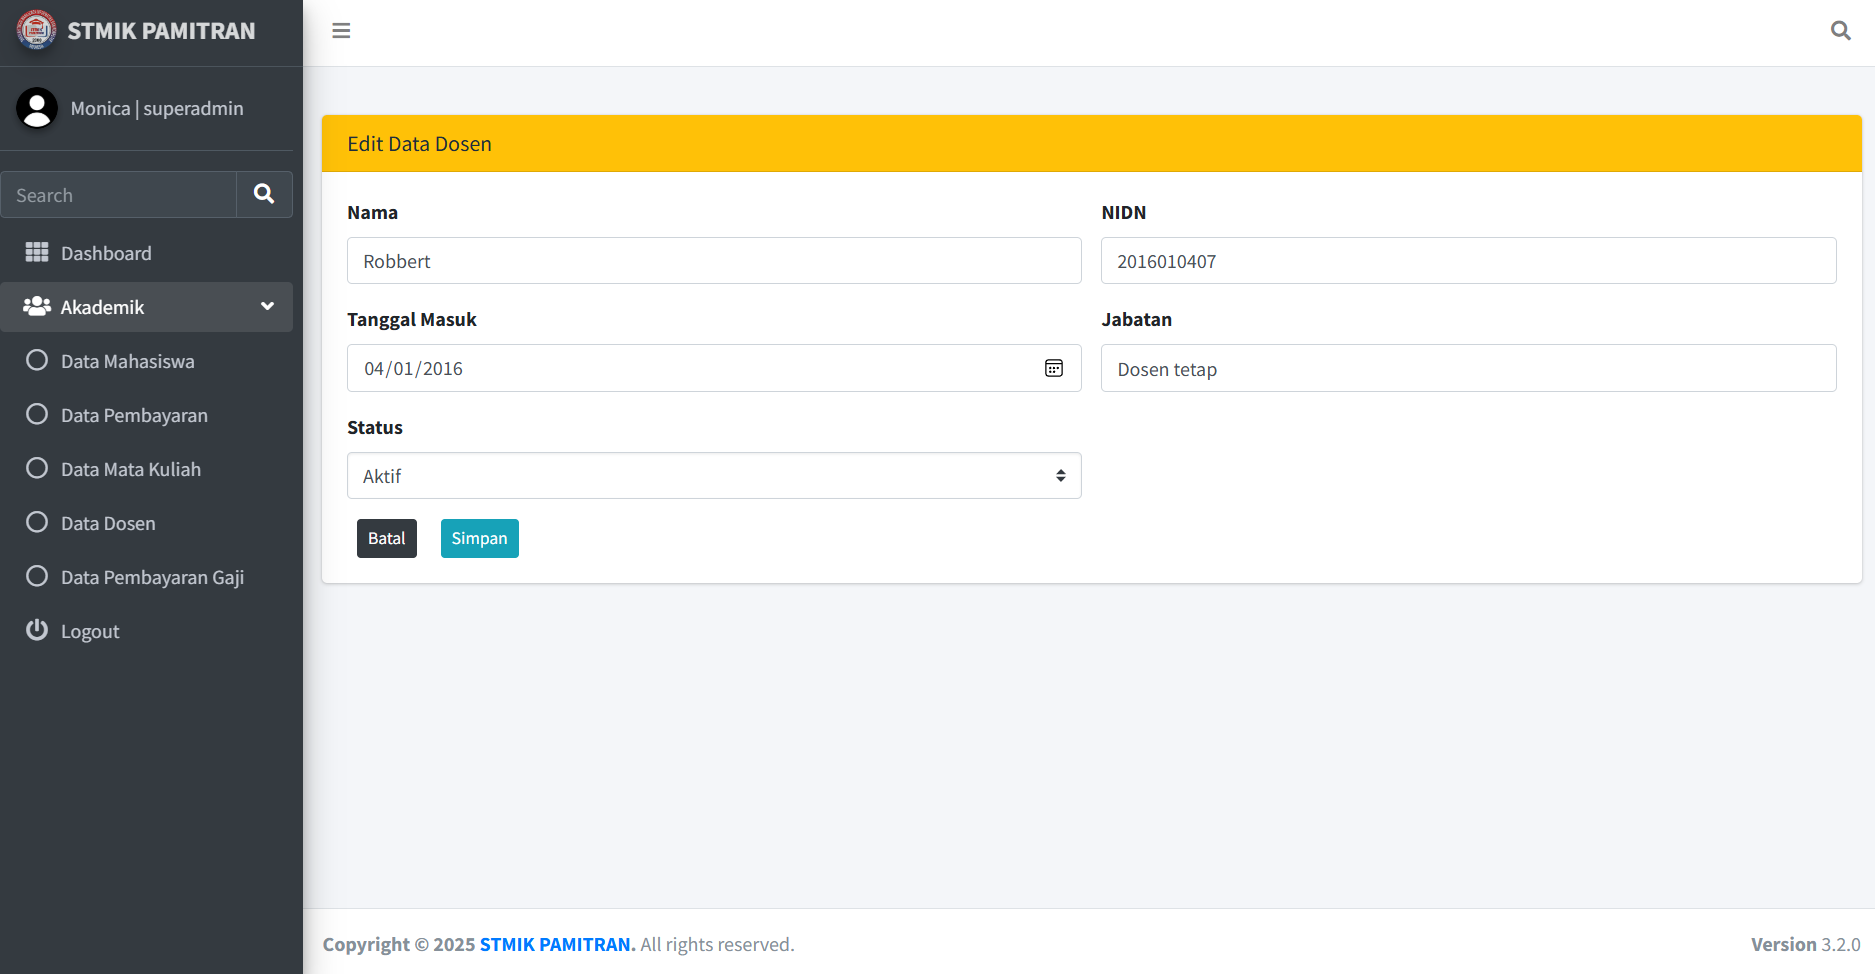 STMIK PAMITRAN
Monica | superadmin
Search
Dashboard
Akademik
Data Mahasiswa
Data Pembayaran
Data Mata Kuliah
Data Dosen
Data Pembayaran Gaji
Logout
Edit Data Dosen
Nama
NIDN
Robbert
2016010407
Tanggal Masuk
Jabatan
04/01/2016
Dosen tetap
Status
Aktif
Batal
Simpan
Copyright © 2025 STMIK PAMITRAN. All rights reserved.
Version 3.2.0